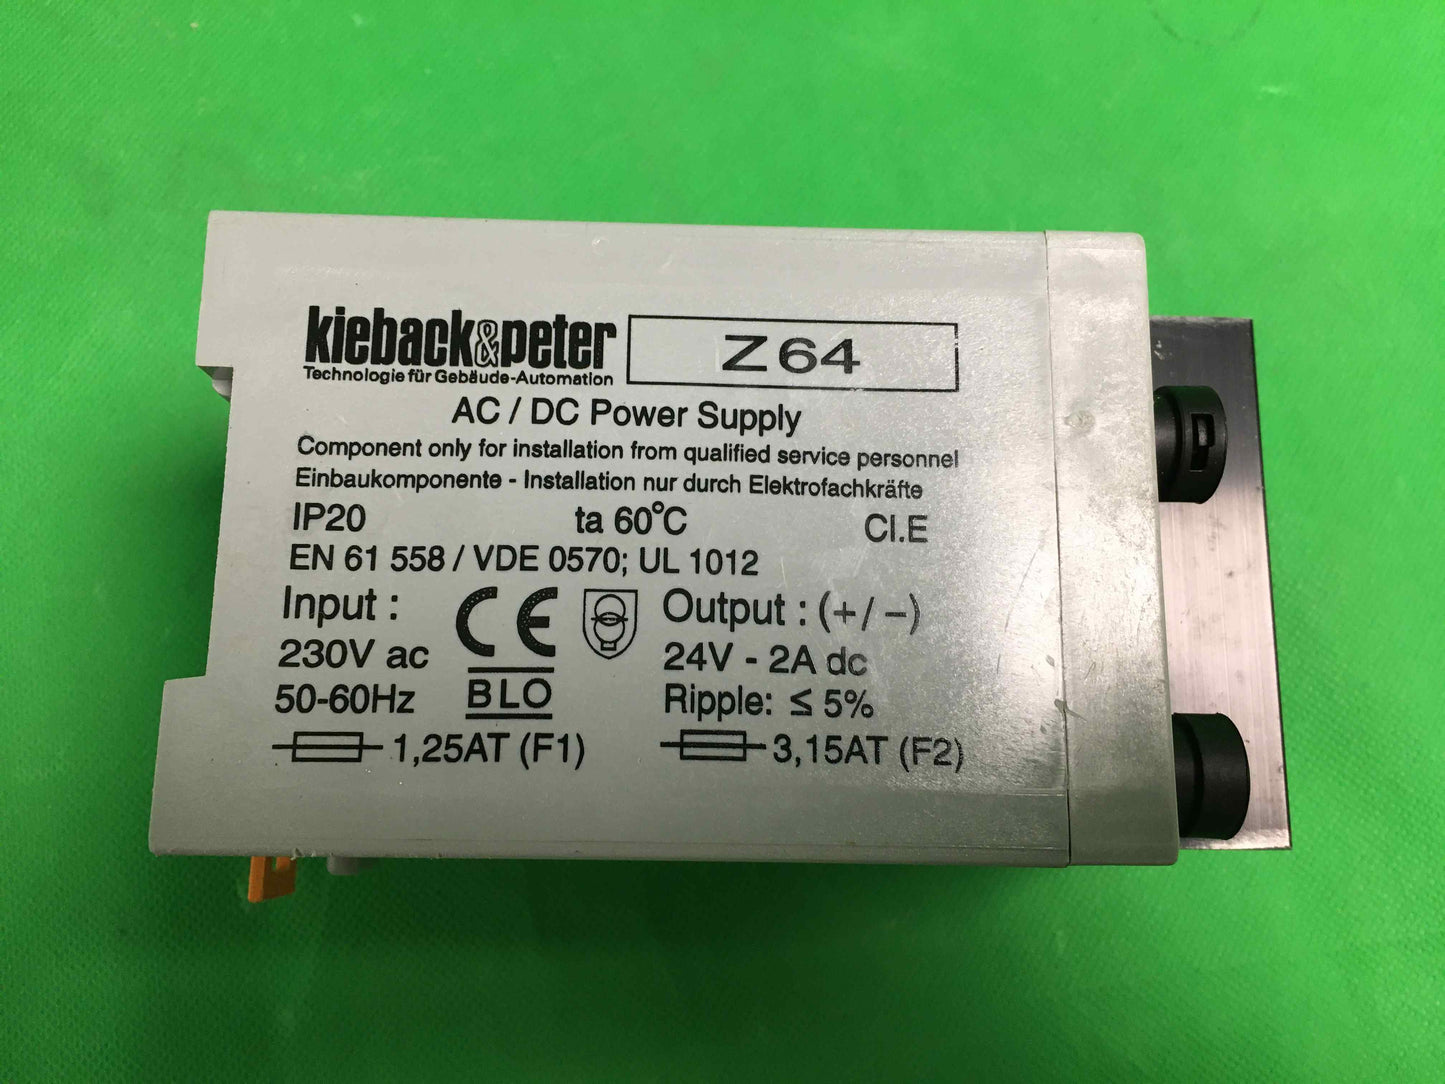 kieback&peter
Technologie für Gebäude-Automation
Z64
AC / DC Power Supply
Component only for installation from qualified service personnel
Einbaukomponente - Installation nur durch Elektrofachkräfte
IP20 ta 60°C Cl.E
EN 61 558 / VDE 0570; UL 1012
Input :
230V ac
50-60Hz
1,25AT (F1)
CE
BLO
Output : (+/−)
24V - 2A dc
Ripple: ≤ 5%
3,15AT (F2)